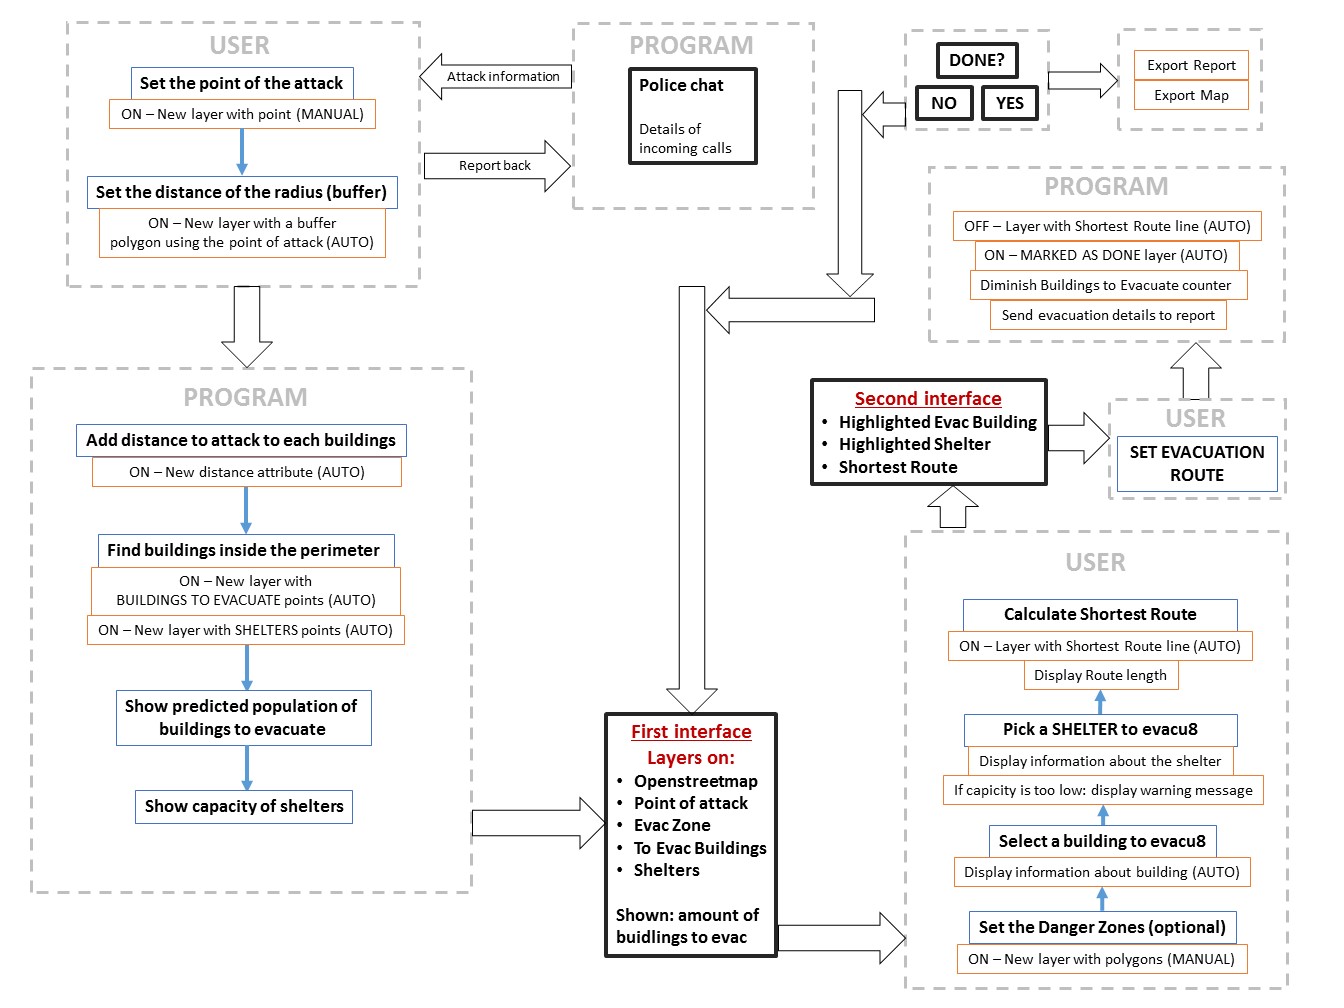 USER
Set the point of the attack
ON – New layer with point (MANUAL)
Set the distance of the radius (buffer)
ON – New layer with a buffer
polygon using the point of attack (AUTO)
Attack information
Report back
PROGRAM
Police chat
Details of
incoming calls
DONE?
NO
YES
Export Report
Export Map
PROGRAM
OFF – Layer with Shortest Route line (AUTO)
ON – MARKED AS DONE layer (AUTO)
Diminish Buildings to Evacuate counter
Send evacuation details to report
PROGRAM
Add distance to attack to each buildings
ON – New distance attribute (AUTO)
Find buildings inside the perimeter
ON – New layer with
BUILDINGS TO EVACUATE points (AUTO)
ON – New layer with SHELTERS points (AUTO)
Show predicted population of
buildings to evacuate
Show capacity of shelters
First interface
Layers on:
• Openstreetmap
• Point of attack
• Evac Zone
• To Evac Buildings
• Shelters
Shown: amount of
buidlings to evac
Second interface
• Highlighted Evac Building
• Highlighted Shelter
• Shortest Route
USER
SET EVACUATION
ROUTE
USER
Calculate Shortest Route
ON – Layer with Shortest Route line (AUTO)
Display Route length
Pick a SHELTER to evacu8
Display information about the shelter
If capicity is too low: display warning message
Select a building to evacu8
Display information about building (AUTO)
Set the Danger Zones (optional)
ON – New layer with polygons (MANUAL)